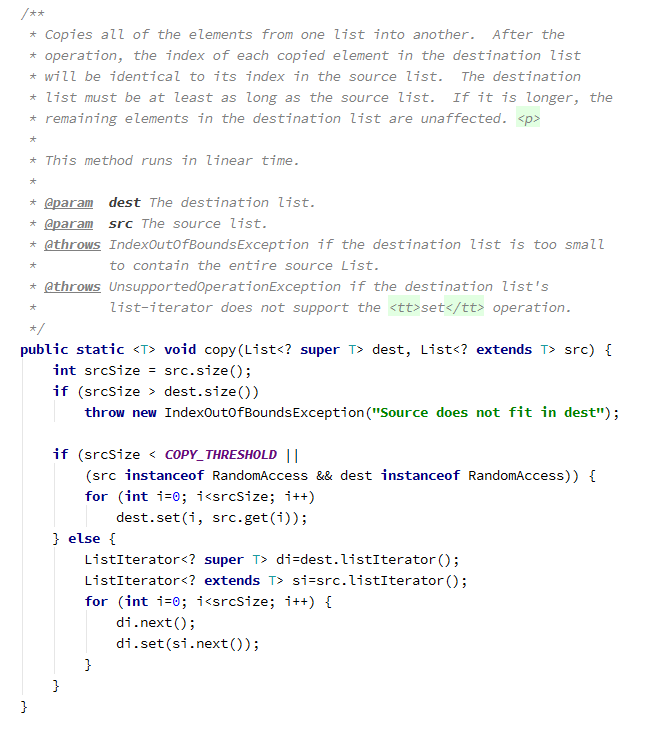 /**
 * Copies all of the elements from one list into another.  After the
 * operation, the index of each copied element in the destination list
 * will be identical to its index in the source list.  The destination
 * list must be at least as long as the source list.  If it is longer, the
 * remaining elements in the destination list are unaffected. <p>
 *
 * This method runs in linear time.
 *
 * @param  dest The destination list.
 * @param  src The source list.
 * @throws IndexOutOfBoundsException if the destination list is too small
 *         to contain the entire source List.
 * @throws UnsupportedOperationException if the destination list's
 *         list-iterator does not support the <tt>set</tt> operation.
 */
public static <T> void copy(List<? super T> dest, List<? extends T> src) {
    int srcSize = src.size();
    if (srcSize > dest.size())
        throw new IndexOutOfBoundsException("Source does not fit in dest");

    if (srcSize < COPY_THRESHOLD ||
        (src instanceof RandomAccess && dest instanceof RandomAccess)) {
        for (int i=0; i<srcSize; i++)
            dest.set(i, src.get(i));
    } else {
        ListIterator<? super T> di=dest.listIterator();
        ListIterator<? extends T> si=src.listIterator();
        for (int i=0; i<srcSize; i++) {
            di.next();
            di.set(si.next());
        }
    }
}